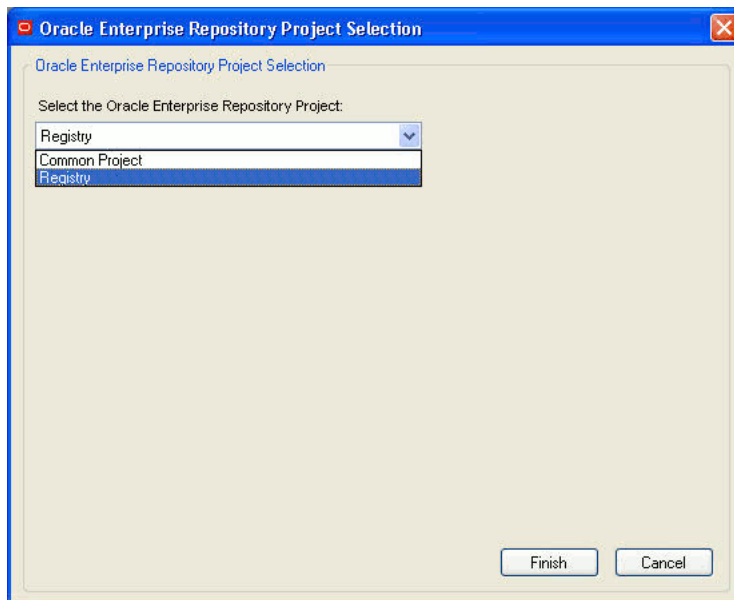 Oracle Enterprise Repository Project Selection
Oracle Enterprise Repository Project Selection
Select the Oracle Enterprise Repository Project:
Registry
Common Project
Registry
Finish Cancel